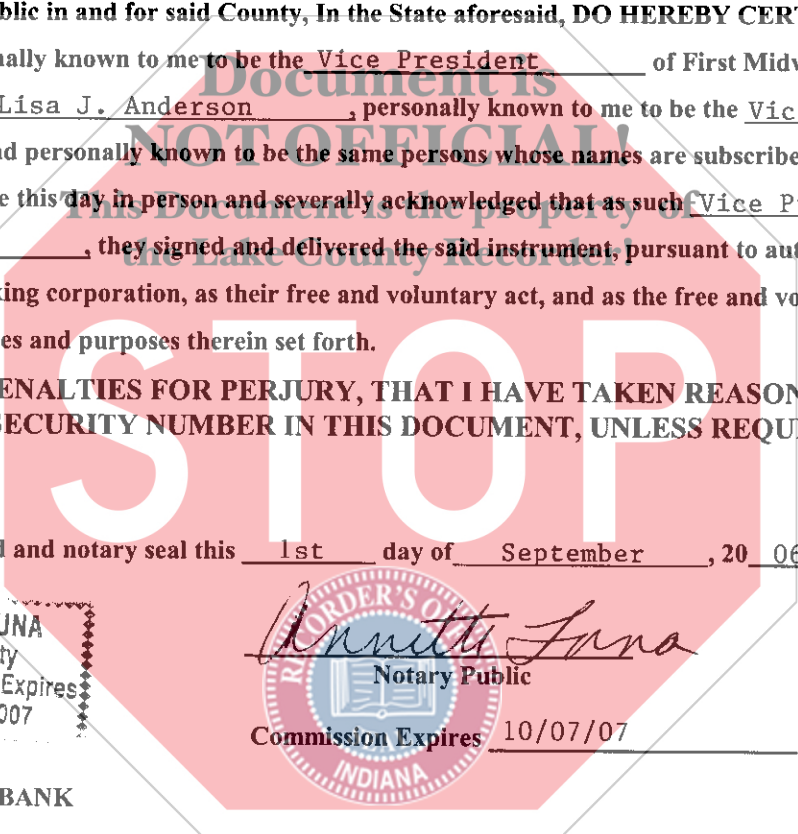 blic in and for said County, In the State aforesaid, DO HEREBY CER
nally known to me to be the Vice President of First Midw
Document is
Lisa J. Anderson, personally known to me to be the Vic
NOT OFFICIAL!
d personally known to be the same persons whose names are subscribe
This Document is the property of
e this day in person and severally acknowledged that as such Vice P
the Lake County Recorder!
, they signed and delivered the said instrument, pursuant to aut
king corporation, as their free and voluntary act, and as the free and vo
es and purposes therein set forth.
STOP
ENALTIES FOR PERJURY, THAT I HAVE TAKEN REASON
SECURITY NUMBER IN THIS DOCUMENT, UNLESS REQU
d and notary seal this 1st day of September, 20 06
UNA
ty
Expires
007
RECORDER'S
Annette Luna
Notary Public
Commission Expires 10/07/07
INDIANA
BANK